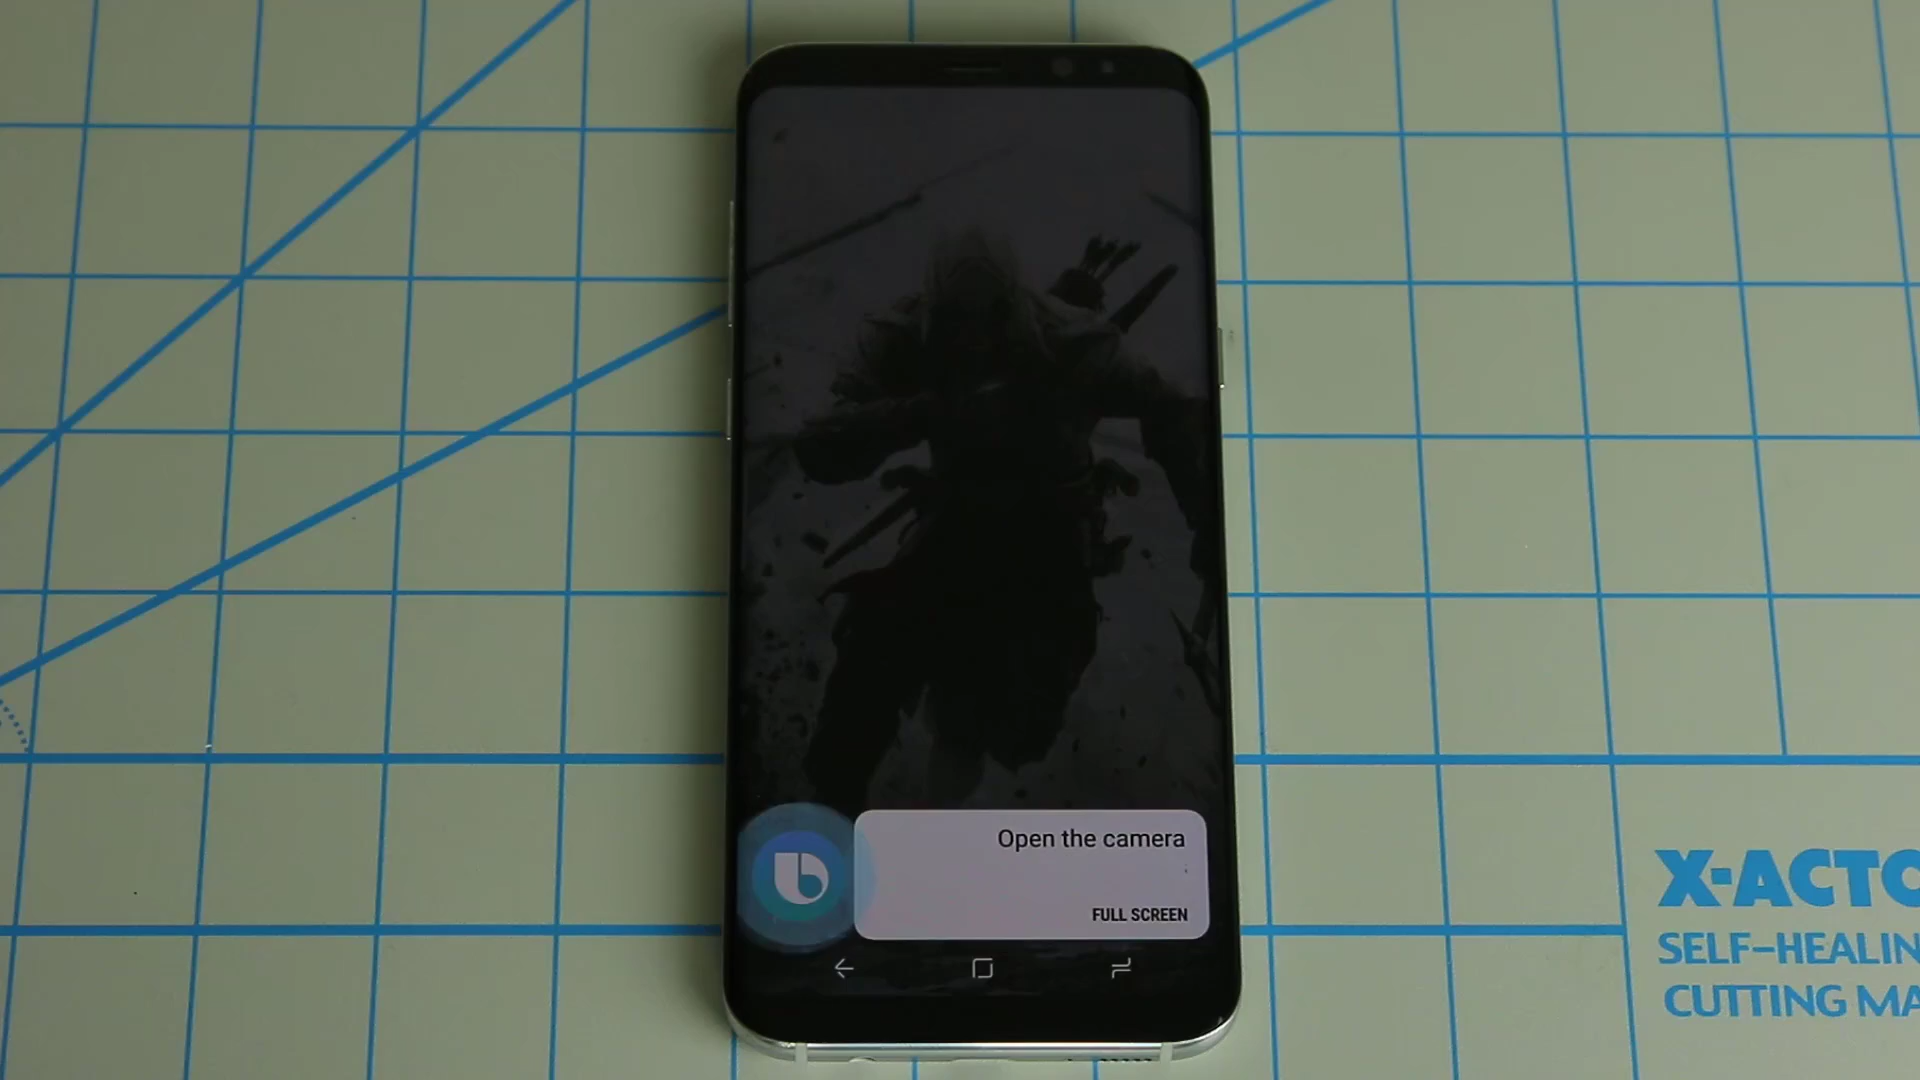 Open the camera
FULL SCREEN
X-ACTO
SELF-HEALIN
CUTTING MA